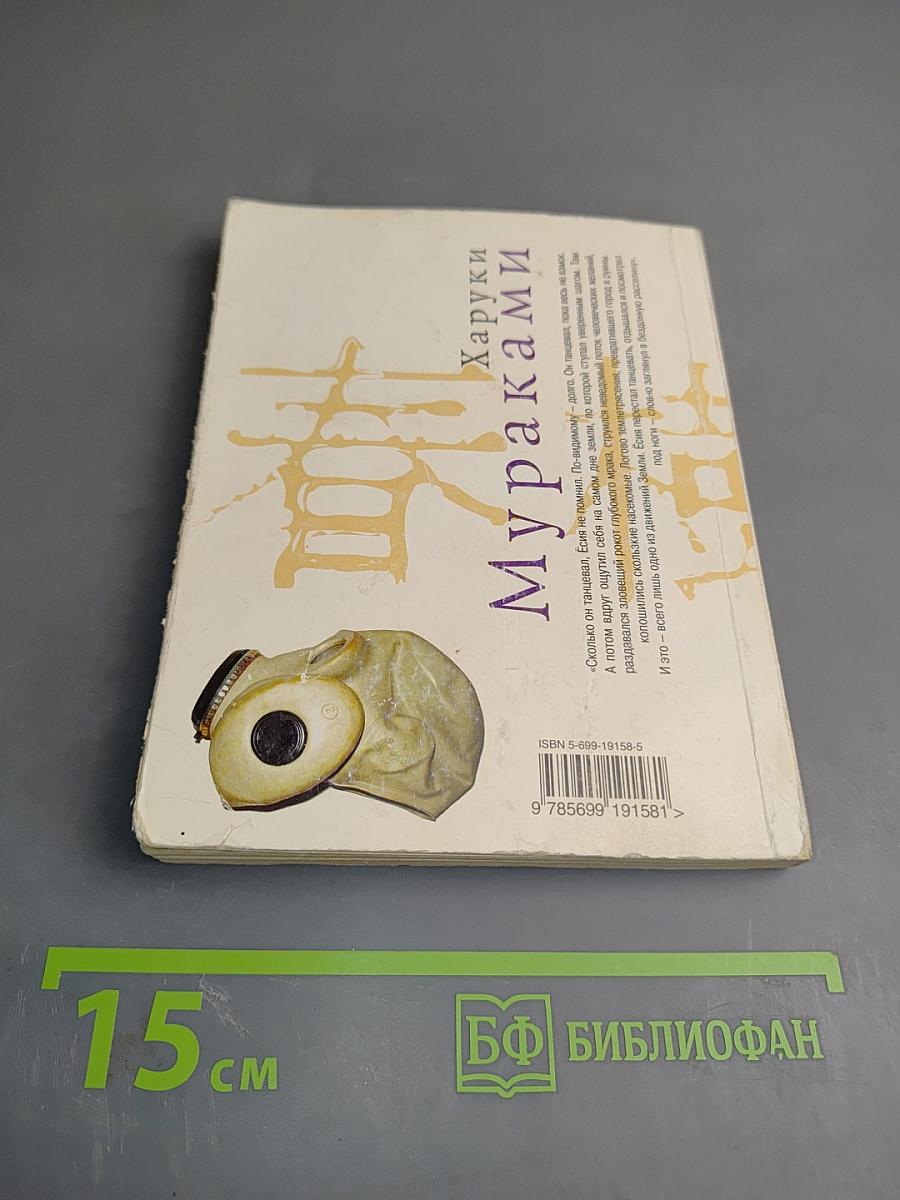 Харуки
Мураками
«Сколько он танцевал, Ёсия не помнил. По-видимому – долго. Он танцевал, пока весь не взмок.
А потом вдруг ощутил себя на самом дне земли, по которой ступал уверенным шагом. Там
раздавался зловещий рокот глубокого мрака, струился неведомый поток человеческих желаний,
копошились скользкие насекомые. Логово землетрясения, превратившего город в руины.
И это – всего лишь одно из движений Земли. Ёсия перестал танцевать, отдышался и посмотрел
под ноги – словно заглянул в бездонную расселину».
ISBN 5-699-19158-5
9 785699 191581 >
15 см
БФ БИБЛИОФАН